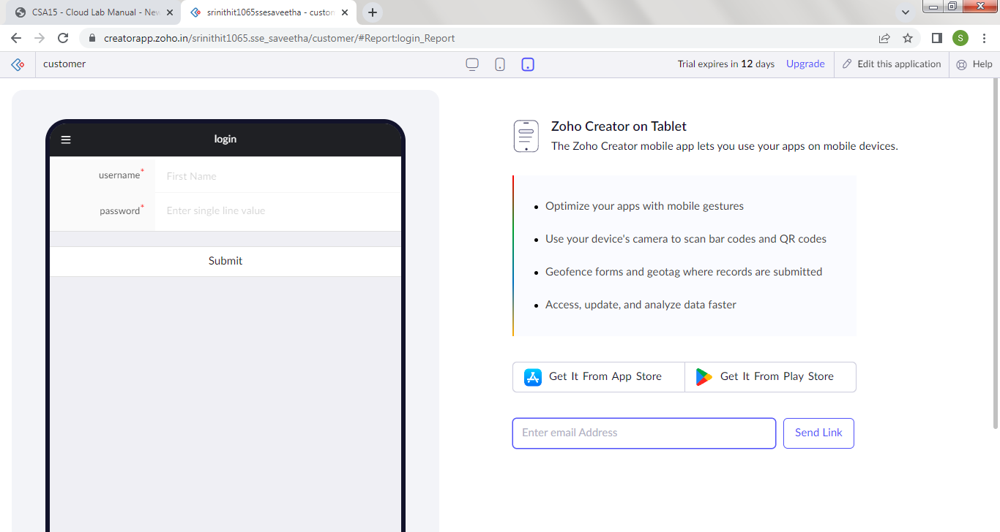 CSA15 - Cloud Lab Manual - New
srinithit1065ssesaveetha - custon
creatorapp.zoho.in/srinithit1065.sse_saveetha/customer/#Report:login_Report
S
customer
Trial expires in 12 days
Upgrade
Edit this application
Help
login
username*
First Name
password*
Enter single line value
Submit
Zoho Creator on Tablet
The Zoho Creator mobile app lets you use your apps on mobile devices.
Optimize your apps with mobile gestures
Use your device's camera to scan bar codes and QR codes
Geofence forms and geotag where records are submitted
Access, update, and analyze data faster
Get It From App Store
Get It From Play Store
Enter email Address
Send Link